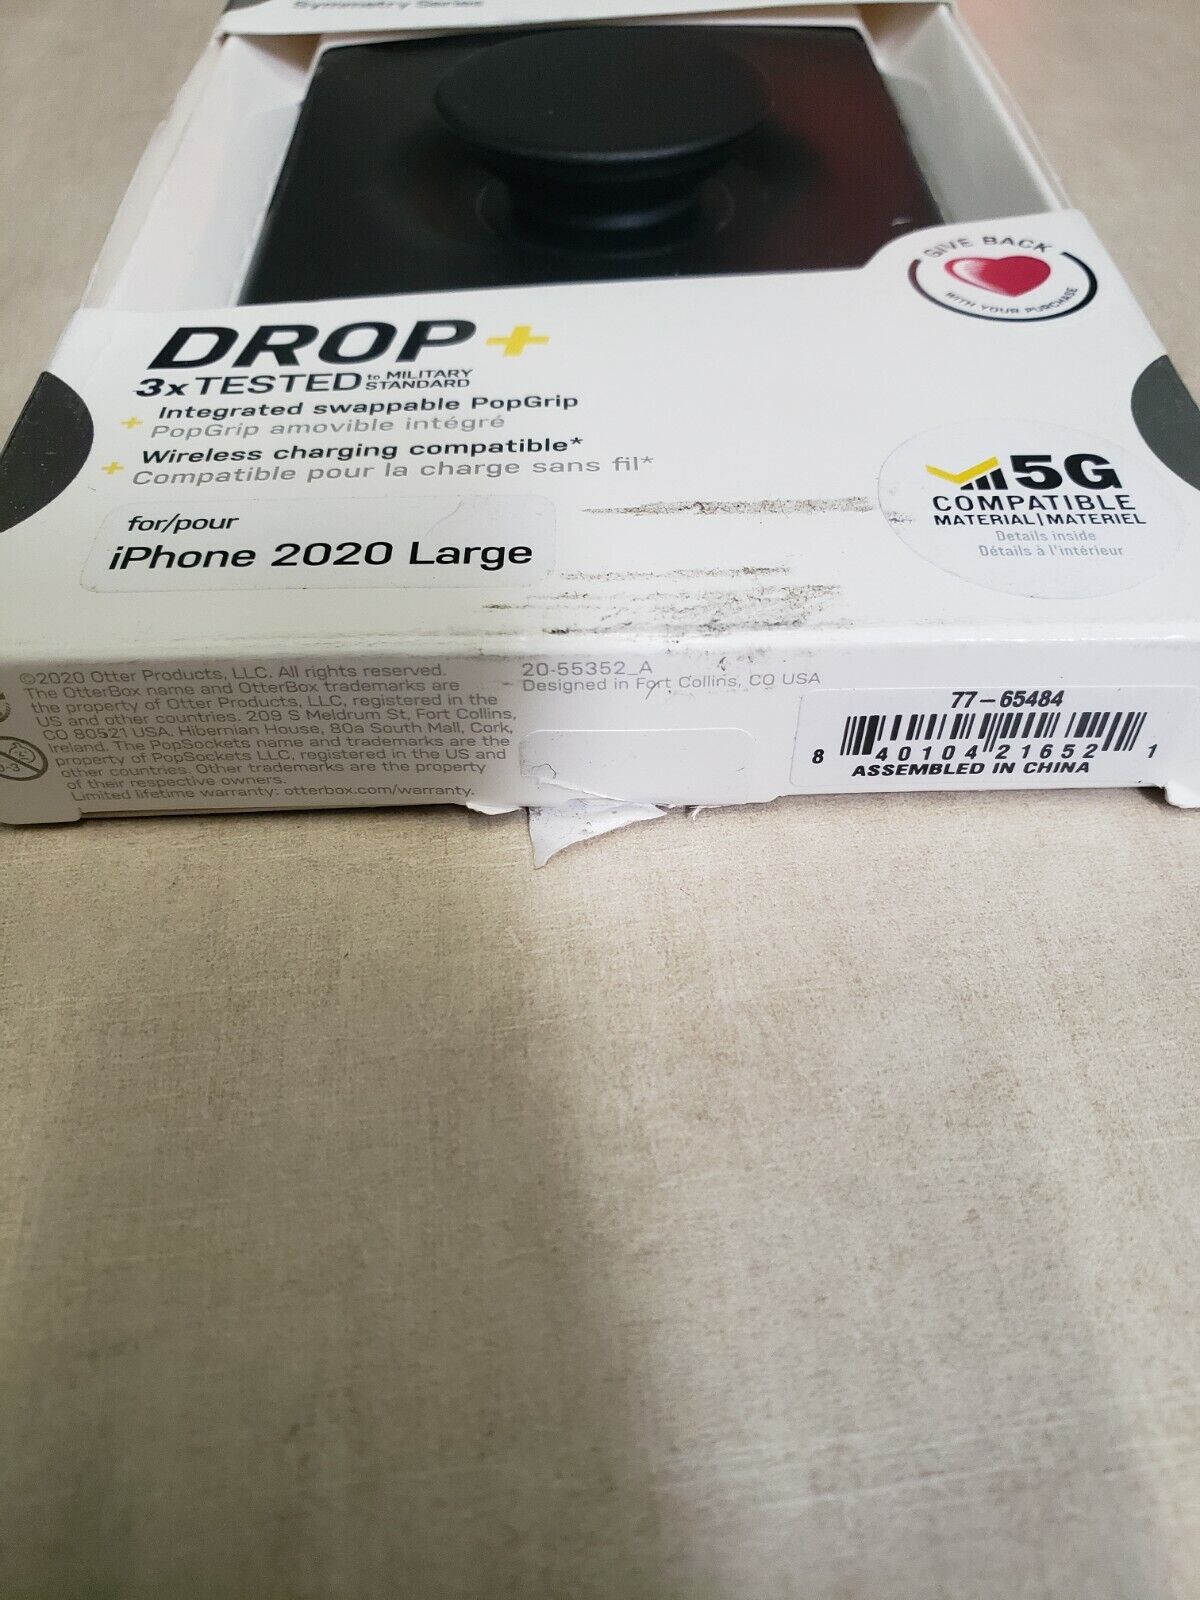 Symmetry Series
GIVE BACK
WITH YOUR PURCHASE
DROP+
3x TESTED to MILITARY STANDARD
+ Integrated swappable PopGrip
PopGrip amovible intégré
+ Wireless charging compatible*
Compatible pour la charge sans fil*
for/pour
iPhone 2020 Large
5G
COMPATIBLE
MATERIAL|MATERIEL
Details inside
Détails à l'intérieur
©2020 Otter Products, LLC. All rights reserved.
The OtterBox name and OtterBox trademarks are
the property of Otter Products, LLC, registered in the
US and other countries. 209 S Meldrum St, Fort Collins,
CO 80521 USA. Hibernian House, 80a South Mall, Cork,
Ireland. The PopSockets name and trademarks are the
property of PopSockets LLC, registered in the US and
other countries. Other trademarks are the property
of their respective owners.
Limited lifetime warranty: otterbox.com/warranty.
0-3
20-55352_A
Designed in Fort Collins, CO USA
77-65484
8 40104 21652 1
ASSEMBLED IN CHINA